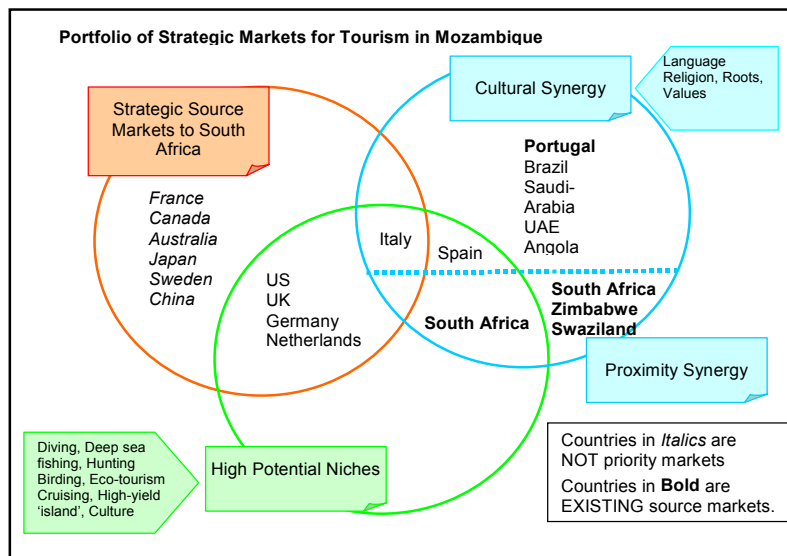 Portfolio of Strategic Markets for Tourism in Mozambique
Language
Religion, Roots,
Values
Cultural Synergy
Strategic Source
Markets to South
Africa
Portugal
Brazil
Saudi-
Arabia
UAE
Angola
France
Canada
Australia
Japan
Sweden
China
Italy
Spain
US
UK
Germany
Netherlands
South Africa
South Africa
Zimbabwe
Swaziland
Proximity Synergy
Diving, Deep sea
fishing, Hunting
Birding, Eco-tourism
Cruising, High-yield
‘island’, Culture
High Potential Niches
Countries in Italics are
NOT priority markets
Countries in Bold are
EXISTING source markets.